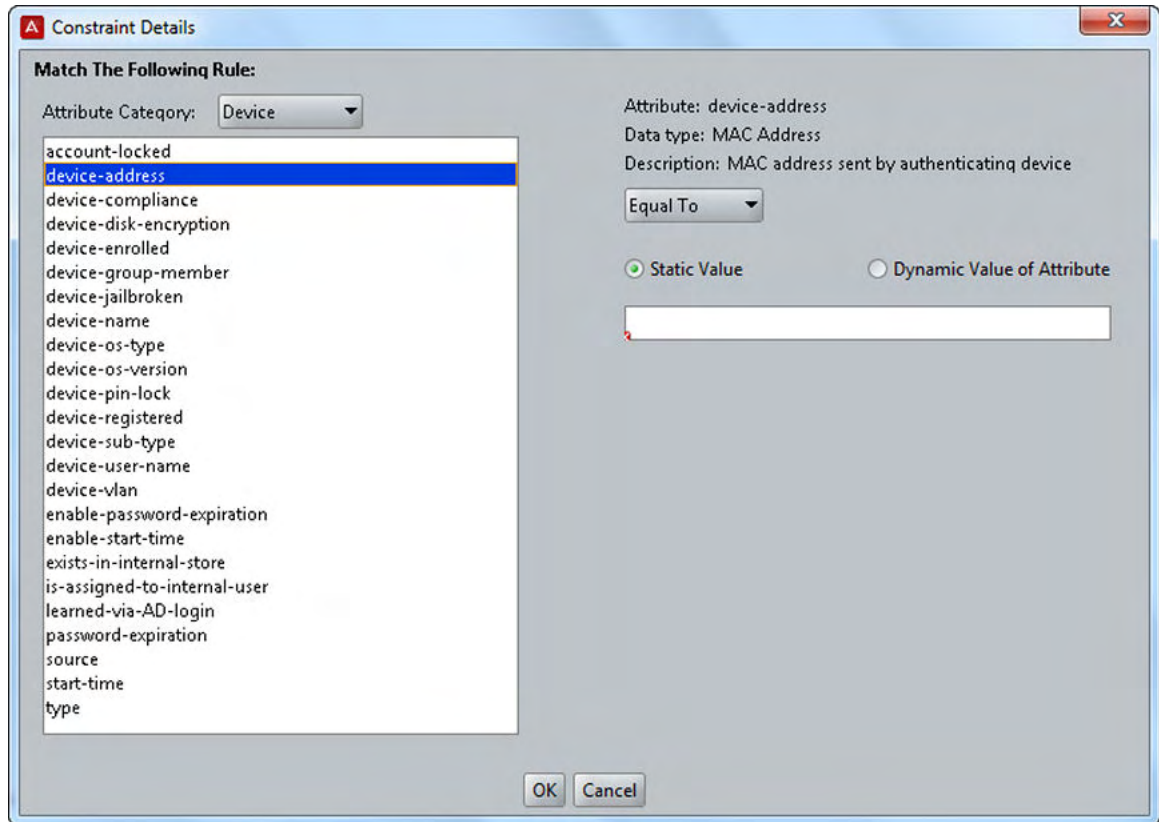 A Constraint Details
Match The Following Rule:
Attribute Category: Device
account-locked
device-address
device-compliance
device-disk-encryption
device-enrolled
device-group-member
device-jailbroken
device-name
device-os-type
device-os-version
device-pin-lock
device-registered
device-sub-type
device-user-name
device-vlan
enable-password-expiration
enable-start-time
exists-in-internal-store
is-assigned-to-internal-user
learned-via-AD-login
password-expiration
source
start-time
type
Attribute: device-address
Data type: MAC Address
Description: MAC address sent by authenticating device
Equal To
Static Value
Dynamic Value of Attribute
OK
Cancel